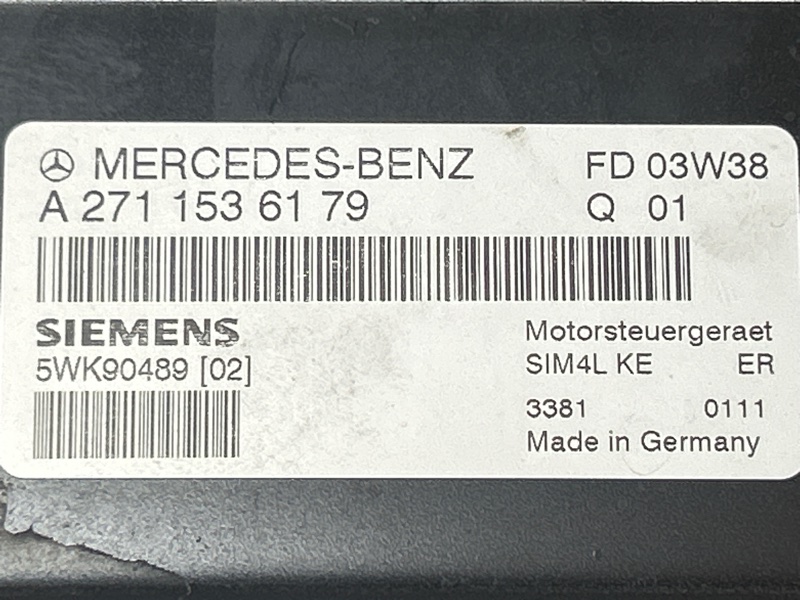 MERCEDES-BENZ FD 03W38
A 271 153 61 79 Q 01
SIEMENS
5WK90489 [02]
Motorsteuergeraet
SIM4L KE ER
3381 0111
Made in Germany